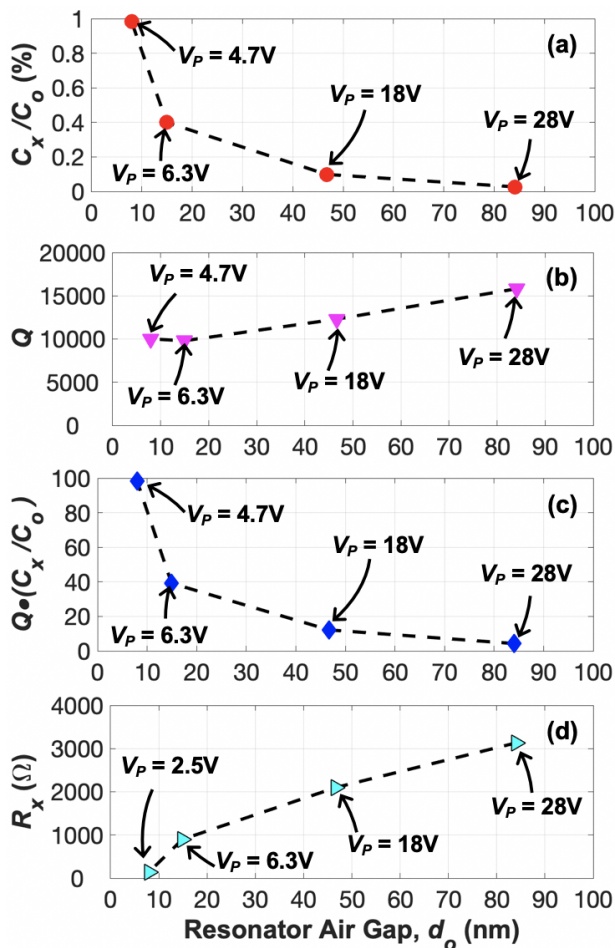 1
(a)
V_P = 4.7V
0.8
V_P = 18V
C_x/C_o (%)
0.6
V_P = 28V
0.4
0.2
V_P = 6.3V
0
0 10 20 30 40 50 60 70 80 90 100
20000
(b)
V_P = 4.7V
15000
Q
10000
V_P = 28V
5000
V_P = 6.3V
V_P = 18V
0
0 10 20 30 40 50 60 70 80 90 100
100
(c)
V_P = 4.7V
80
Q•(C_x/C_o)
60
V_P = 18V
V_P = 28V
40
20
V_P = 6.3V
0
0 10 20 30 40 50 60 70 80 90 100
4000
(d)
3000
V_P = 2.5V
R_x (Ω)
2000
V_P = 28V
1000
V_P = 18V
V_P = 6.3V
0
0 10 20 30 40 50 60 70 80 90 100
Resonator Air Gap, d_o (nm)